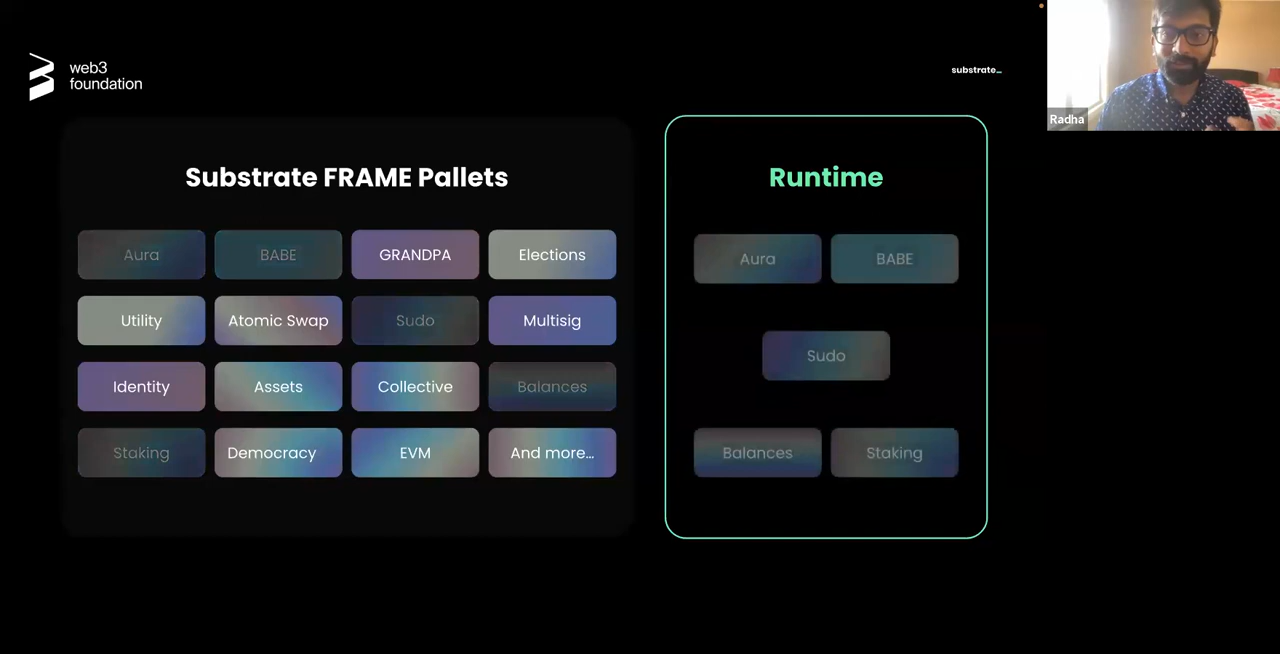 web3
foundation
substrate_
Radha
Substrate FRAME Pallets
Aura BABE GRANDPA Elections
Utility Atomic Swap Sudo Multisig
Identity Assets Collective Balances
Staking Democracy EVM And more...
Runtime
Aura BABE
Sudo
Balances Staking